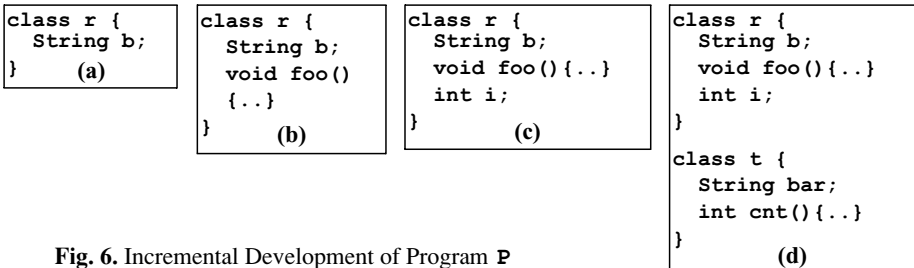 class r {
String b;
}
(a)
class r {
String b;
void foo()
{..}
}
(b)
class r {
String b;
void foo(){..}
int i;
}
(c)
class r {
String b;
void foo(){..}
int i;
}
class t {
String bar;
int cnt(){..}
}
(d)
Fig. 6. Incremental Development of Program P